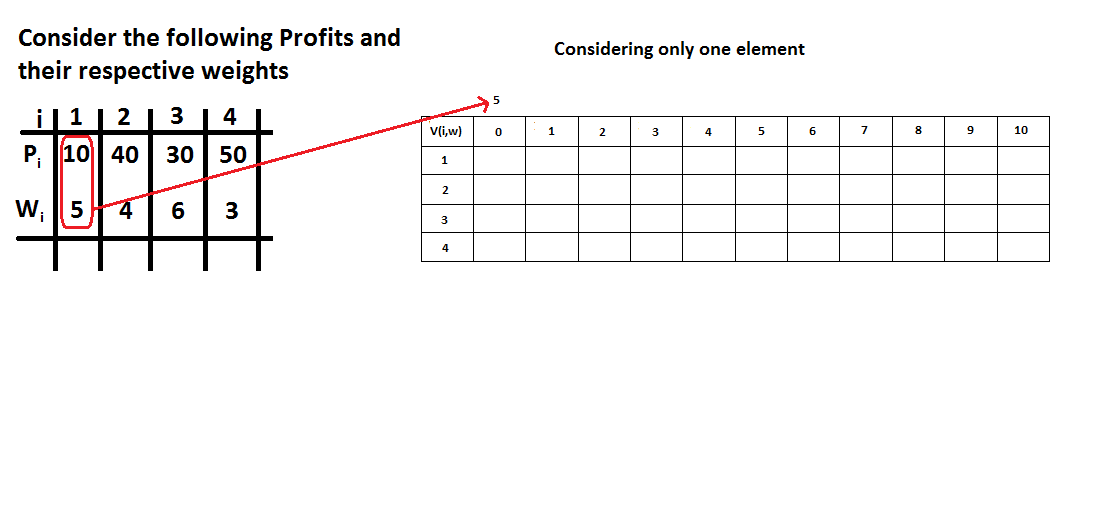 Consider the following Profits and
their respective weights
Considering only one element
5
i 1 2 3 4
Pi 10 40 30 50
Wi 5 4 6 3
V(i,w) 0 1 2 3 4 5 6 7 8 9 10
1
2
3
4